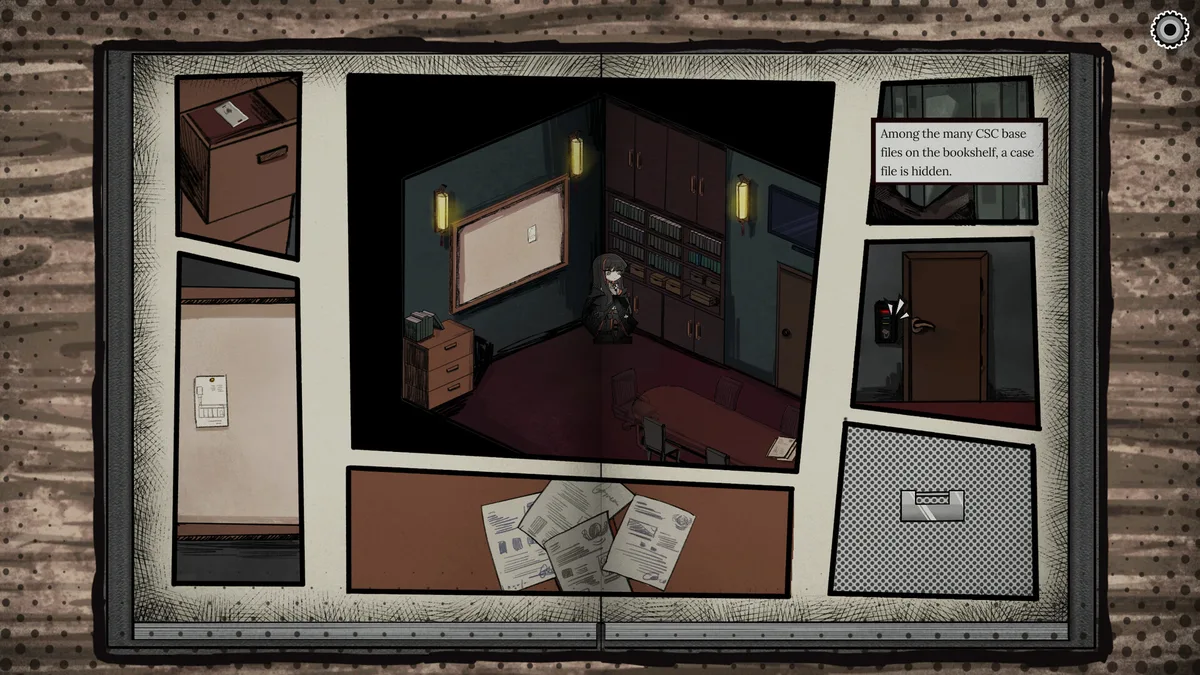 Among the many CSC base
files on the bookshelf, a case
file is hidden.